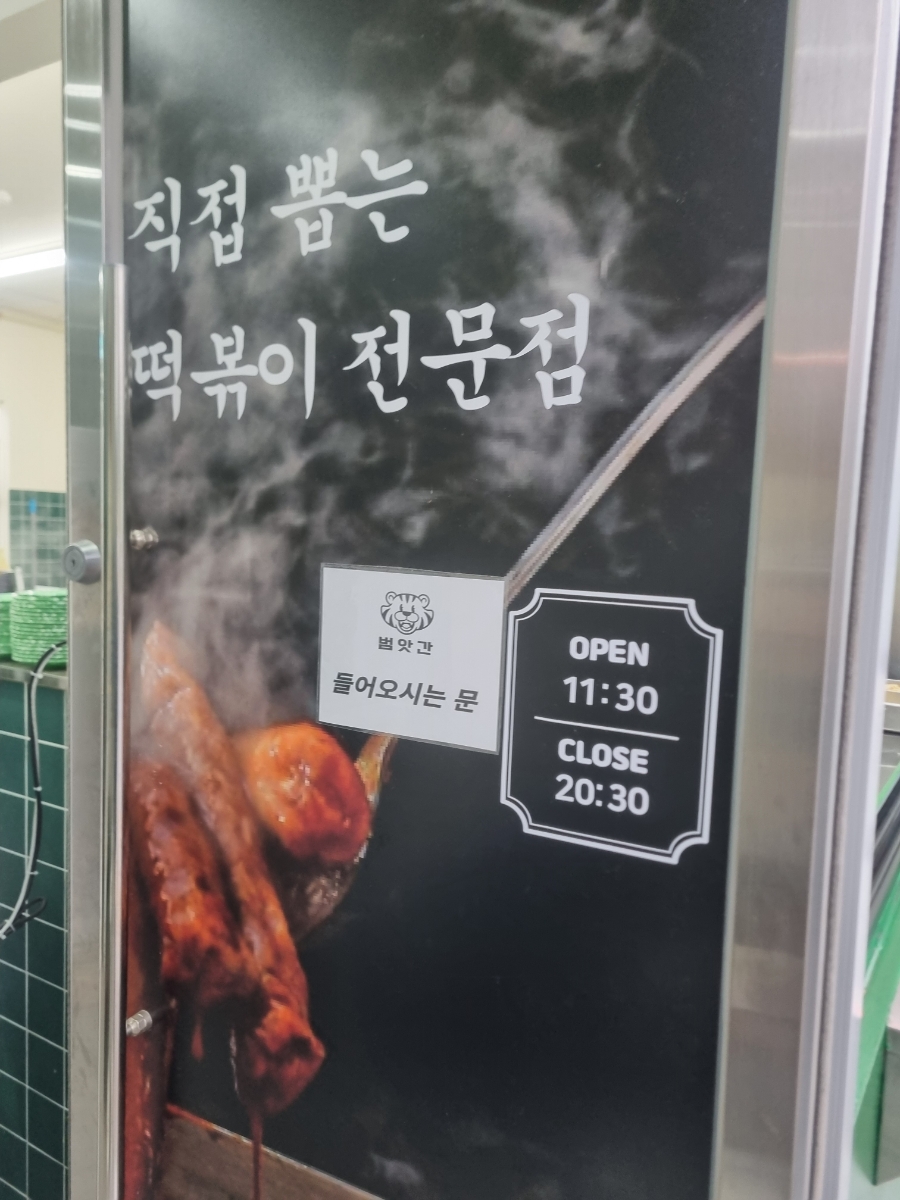 직접 뽑는
떡볶이 전문점
범앗간
들어오시는 문
OPEN
11:30
CLOSE
20:30